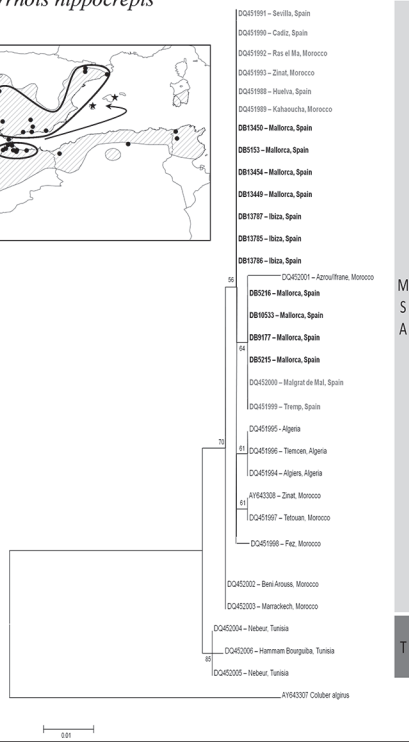 hippocrepis
DQ451991 – Sevilla, Spain
DQ451990 – Cadiz, Spain
DQ451992 – Ras el Ma, Morocco
DQ451993 – Zinat, Morocco
DQ451988 – Huelva, Spain
DQ451989 – Kahaoucha, Morocco
DB13450 – Mallorca, Spain
DB5153 – Mallorca, Spain
DB13454 – Mallorca, Spain
DB13449 – Mallorca, Spain
DB13787 – Ibiza, Spain
DB13785 – Ibiza, Spain
DB13786 – Ibiza, Spain
56
DQ452001 – Azrou/Ifrane, Morocco
DB5216 – Mallorca, Spain
M
S
A
DB10533 – Mallorca, Spain
DB9177 – Mallorca, Spain
64
DB5215 – Mallorca, Spain
DQ452000 – Malgrat de Mal, Spain
DQ451999 – Tremp, Spain
DQ451995 - Algeria
70
61
DQ451996 – Tlemcen, Algeria
DQ451994 – Algiers, Algeria
AY643308 – Zinat, Morocco
61
DQ451997 – Tetouan, Morocco
DQ451998 – Fez, Morocco
DQ452002 – Beni Arouss, Morocco
DQ452003 – Marrackech, Morocco
DQ452004 – Nebeur, Tunisia
T
DQ452006 – Hammam Bourguiba, Tunisia
85
DQ452005 – Nebeur, Tunisia
AY643307 Coluber algirus
0.01